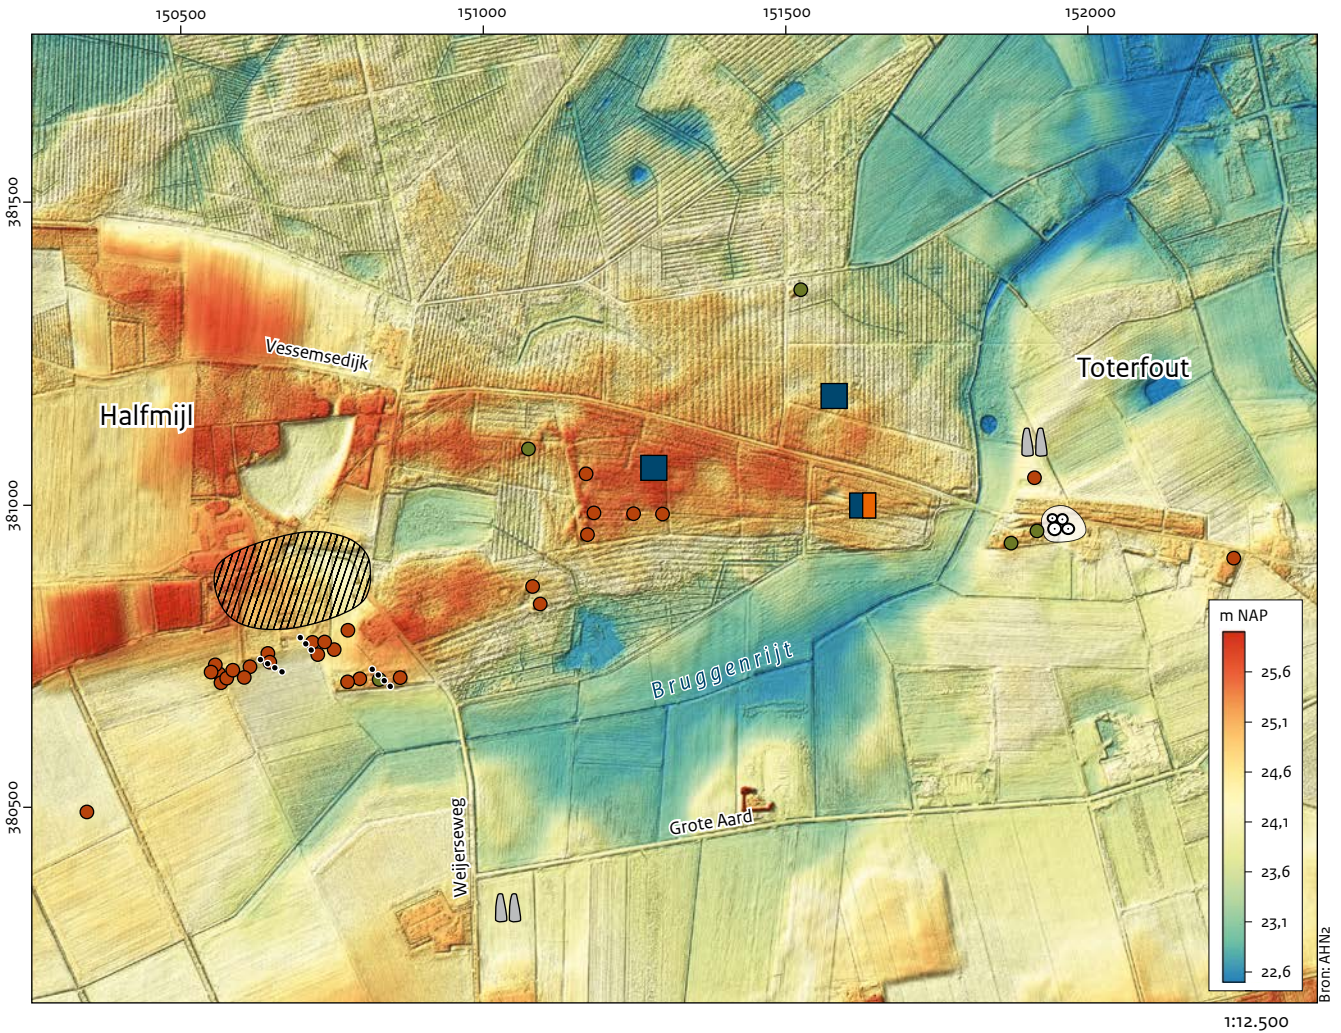 150500
151000
151500
152000
381500
Vessemsedijk
Toterfout
Halfmijl
381000
m NAP
25,6
25,1
24,6
24,1
23,6
23,1
22,6
Bruggenrijt
380500
Weijerseweg
Grote Aard
Bron: AHN2
1:12.500